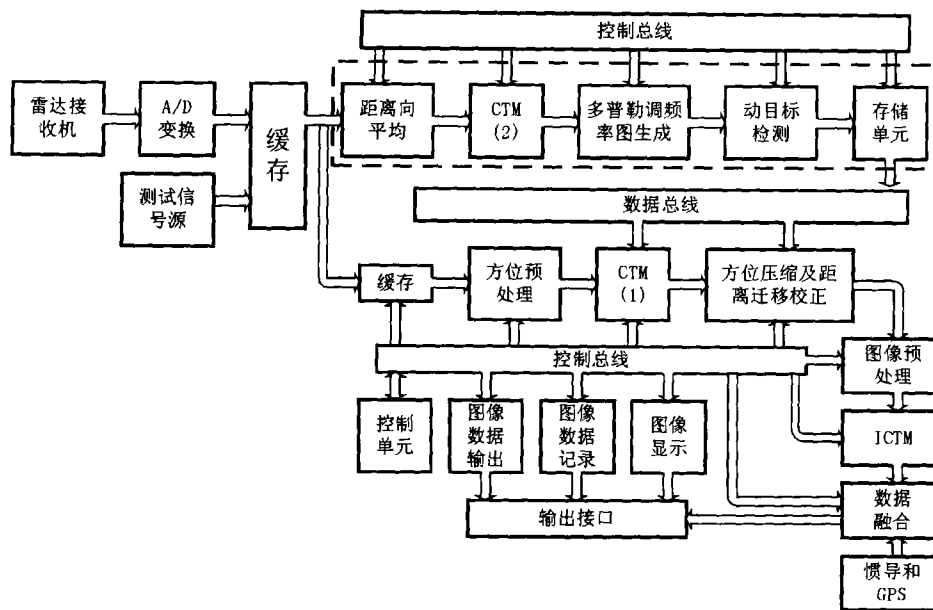 控制总线
雷达接
收机
A/D
变换
缓存
距离向
平均
CTM
(2)
多普勒调频
率图生成
动目标
检测
存储
单元
测试信
号源
数据总线
缓存
方位预
处理
CTM
(1)
方位压缩及距
离迁移校正
控制总线
图像预
处理
控制
单元
图像
数据
输出
图像
数据
记录
图像
显示
ICTM
输出接口
数据
融合
惯导和
GPS